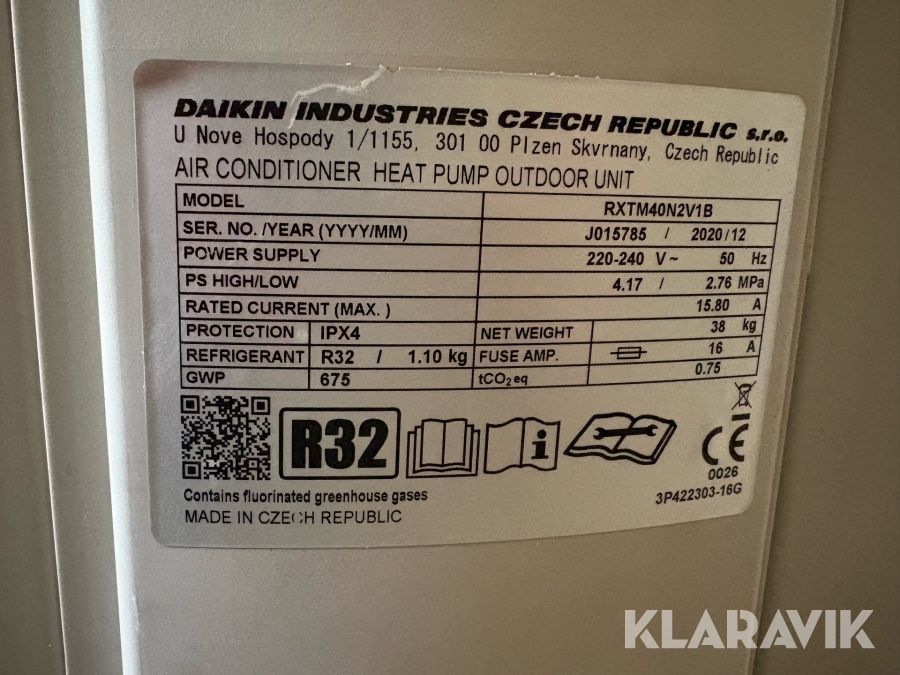 DAIKIN INDUSTRIES CZECH REPUBLIC s.r.o.
U Nove Hospody 1/1155, 301 00 Plzen Skvrnany, Czech Republic
AIR CONDITIONER HEAT PUMP OUTDOOR UNIT
MODEL RXTM40N2V1B
SER. NO. /YEAR (YYYY/MM) J015785 / 2020/12
POWER SUPPLY 220-240 V~ 50 Hz
PS HIGH/LOW 4.17 / 2.76 MPa
RATED CURRENT (MAX.) 15.80 A
PROTECTION IPX4 NET WEIGHT 38 kg
REFRIGERANT R32 / 1.10 kg FUSE AMP. 16 A
GWP 675 tCO₂eq 0.75
R32
i
CE
0026
Contains fluorinated greenhouse gases
3P422303-16G
MADE IN CZECH REPUBLIC
KLARAVIK